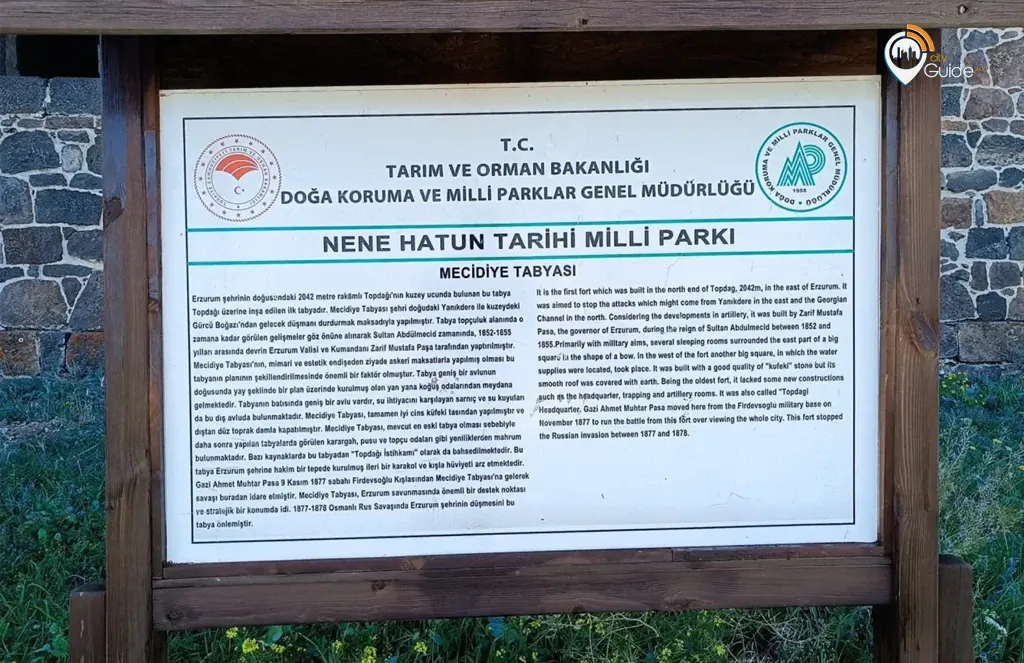 city
Guide
T.C.
TARIM VE ORMAN BAKANLIĞI
DOĞA KORUMA VE MİLLİ PARKLAR GENEL MÜDÜRLÜĞÜ
DOĞA KORUMA VE MİLLİ PARKLAR GENEL MÜDÜRLÜĞÜ
1958
NENE HATUN TARİHİ MİLLİ PARKI
MECİDİYE TABYASI
Erzurum şehrinin doğusundaki 2042 metre rakâmlı Topdağı'nın kuzey ucunda bulunan bu tabya
Topdağı üzerine inşa edilen ilk tabyadır. Mecidiye Tabyası şehri doğudaki Yanıkdere ile kuzeydeki
Gürcü Boğazı'ndan gelecek düşmanı durdurmak maksadıyla yapılmıştır. Tabya topçuluk alanında o
zamana kadar görülen gelişmeler göz önüne alınarak Sultan Abdülmecid zamanında, 1852-1855
yılları arasında devrin Erzurum Valisi ve Kumandanı Zarif Mustafa Paşa tarafından yaptırılmıştır.
Mecidiye Tabyası'nın, mimari ve estetik endişeden ziyade askeri maksatlarla yapılmış olması bu
tabyanın planının şekillendirilmesinde önemli bir faktör olmuştur. Tabya geniş bir avlunun
doğusunda yay şeklinde bir plan üzerinde kurulmuş olan yan yana koğuş odalarından meydana
gelmektedir. Tabyanın batısında geniş bir avlu vardır, su ihtiyacını karşılayan sarnıç ve su kuyuları
da bu dış avluda bulunmaktadır. Mecidiye Tabyası, tamamen iyi cins küfeki tasından yapılmıştır ve
dıştan düz toprak damla kapatılmıştır. Mecidiye Tabyası, mevcut en eski tabya olması sebebiyle
daha sonra yapılan tabyalarda görülen karargah, pusu ve topçu odaları gibi yeniliklerden mahrum
bulunmaktadır. Bazı kaynaklarda bu tabyadan "Topdağı İstihkamı" olarak da bahsedilmektedir. Bu
tabya Erzurum şehrine hakim bir tepede kurulmuş ileri bir karakol ve kışla hüviyeti arz etmektedir.
Gazi Ahmet Muhtar Pasa 9 Kasım 1877 sabahı Firdevsoğlu Kışlasından Mecidiye Tabyası'na gelerek
savaşı buradan idare etmiştir. Mecidiye Tabyası, Erzurum savunmasında önemli bir destek noktası
ve stratejik bir konumda idi. 1877-1878 Osmanlı Rus Savaşında Erzurum şehrinin düşmesini bu
tabya önlemiştir.
It is the first fort which was built in the north end of Topdag, 2042m, in the east of Erzurum. It
was aimed to stop the attacks which might come from Yanıkdere in the east and the Georgian
Channel in the north. Considering the developments in artillery, it was built by Zarif Mustafa
Pasa, the governor of Erzurum, during the reign of Sultan Abdulmecid between 1852 and
1855.Primarily with military aims, several sleeping rooms surrounded the east part of a big
square in the shape of a bow. In the west of the fort another big square, in which the water
supplies were located, took place. It was built with a good quality of "kufeki" stone but its
smooth roof was covered with earth. Being the oldest fort, it lacked some new constructions
such as the headquarter, trapping and artillery rooms. It was also called "Topdagi
Headquarter. Gazi Ahmet Muhtar Pasa moved here from the Firdevsoglu military base on
November 1877 to run the battle from this fort over viewing the whole city. This fort stopped
the Russian invasion between 1877 and 1878.